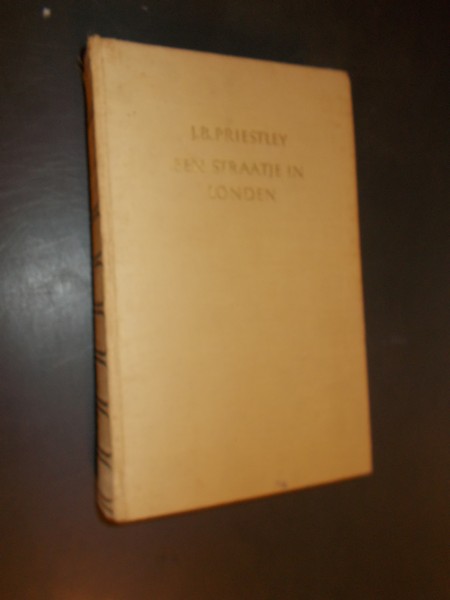 J.B. PRIESTLEY
EEN STRAATJE IN
LONDEN